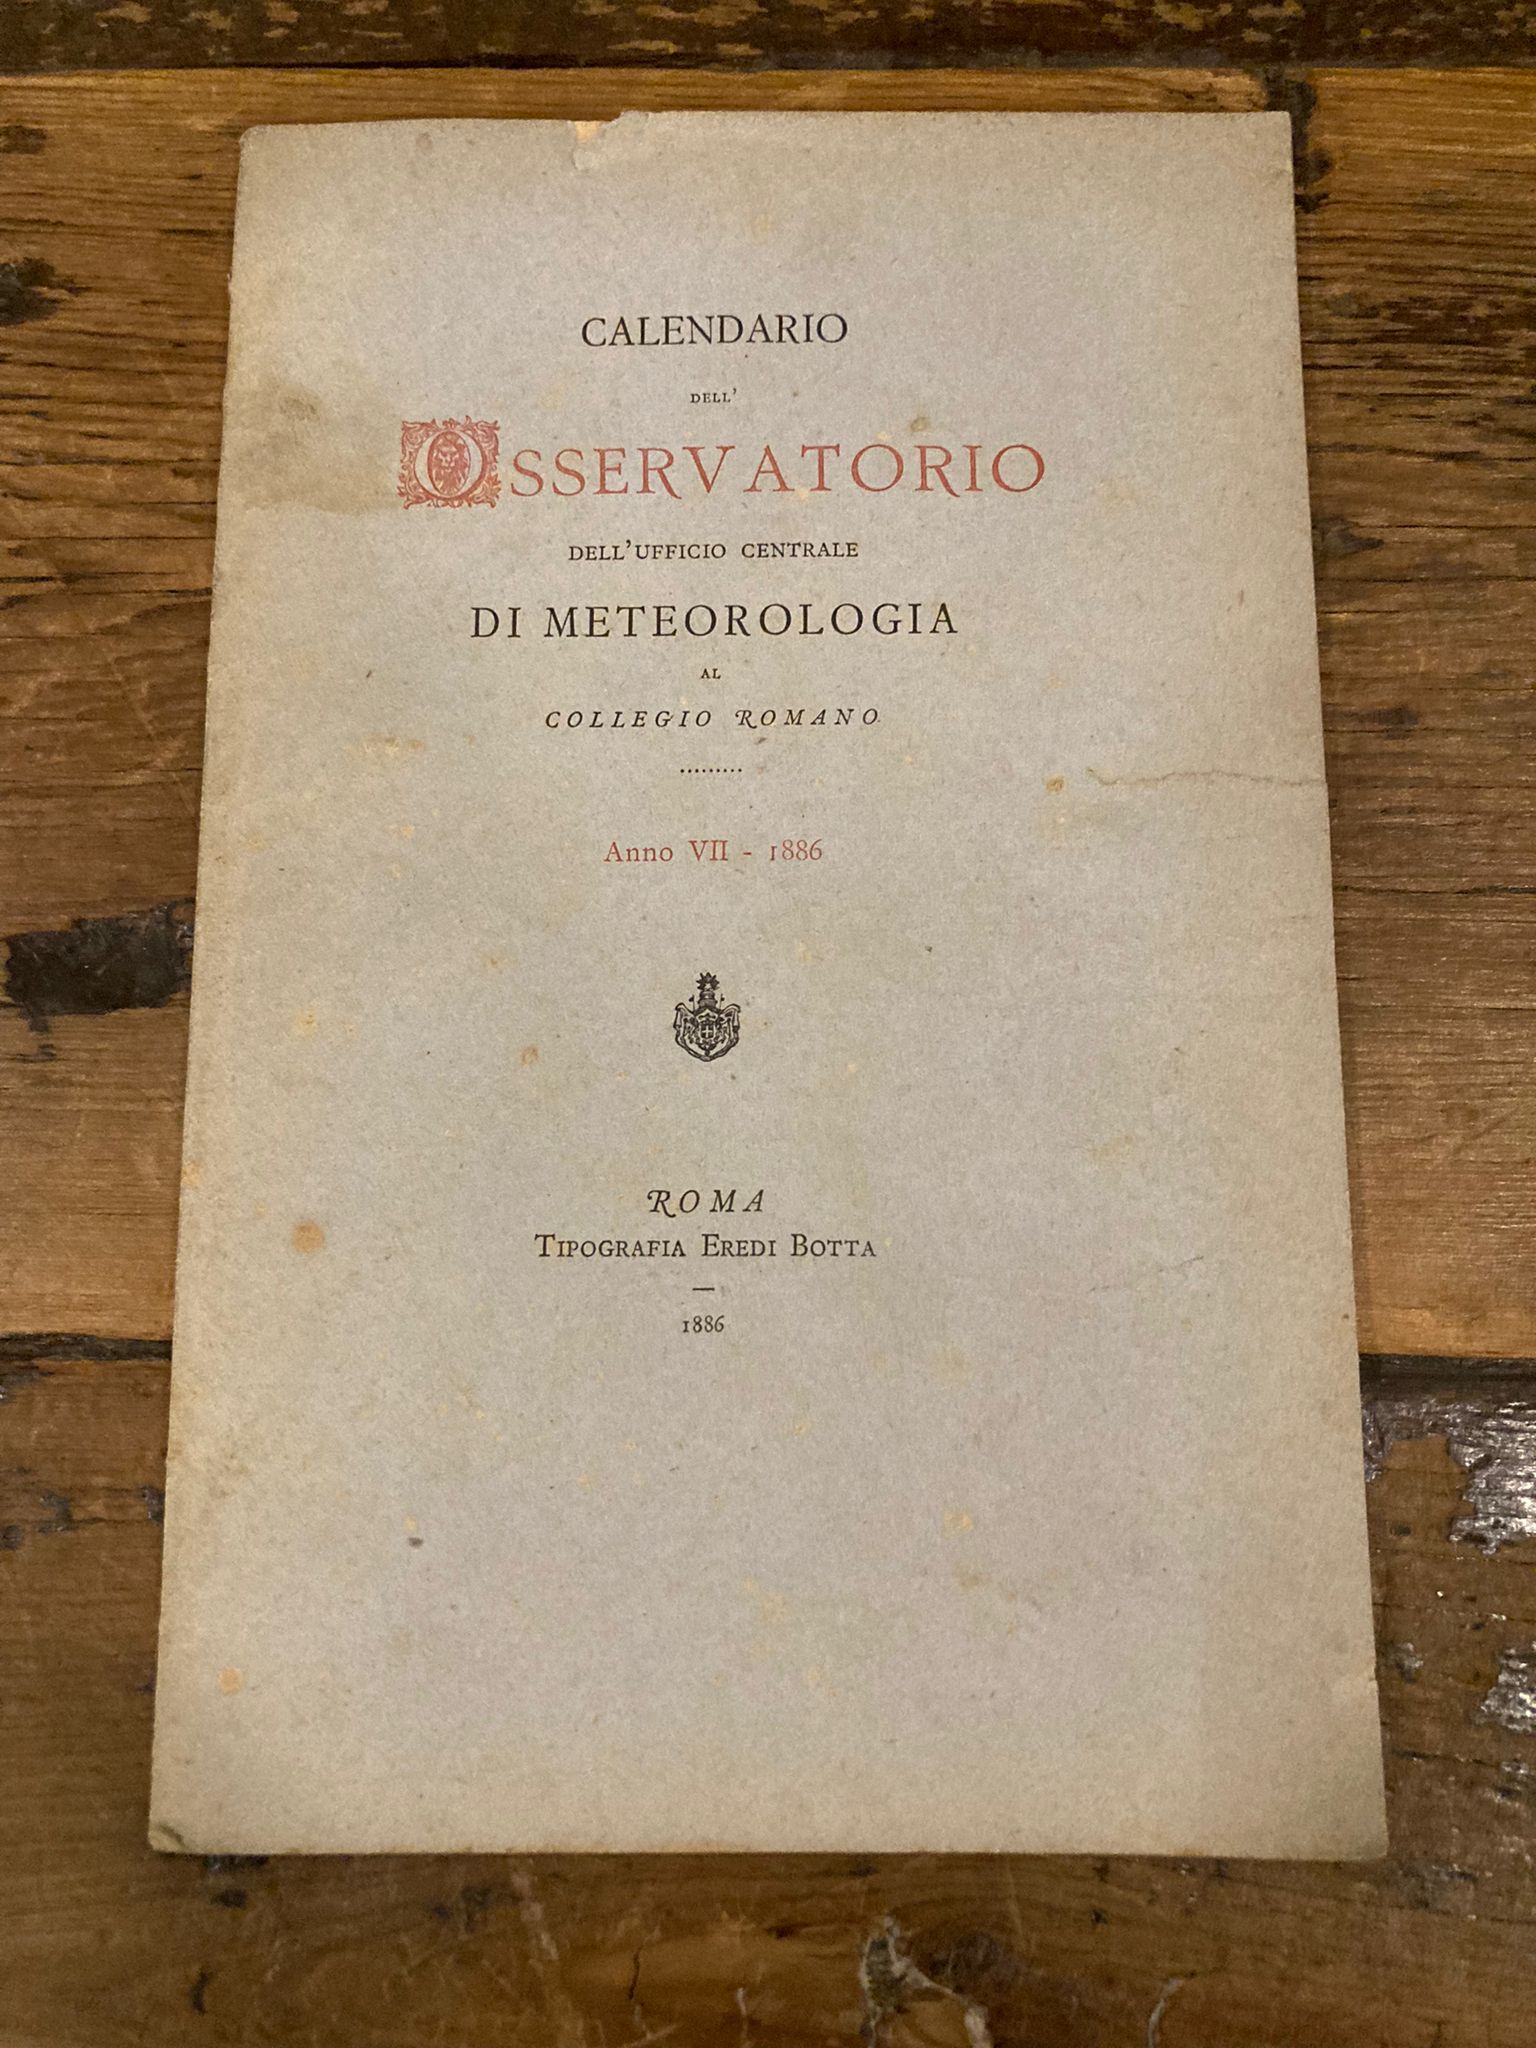 CALENDARIO
DELL'
OSSERVATORIO
DELL'UFFICIO CENTRALE
DI METEOROLOGIA
AL
COLLEGIO ROMANO
.........
Anno VII - 1886
ROMA
TIPOGRAFIA EREDI BOTTA
—
1886